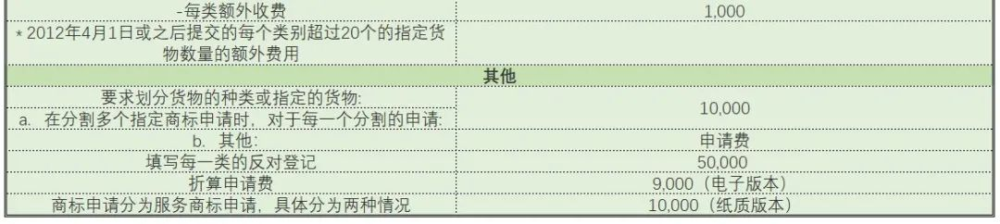 -每类额外收费
1,000
* 2012年4月1日或之后提交的每个类别超过20个的指定货
物数量的额外费用
其他
要求划分货物的种类或指定的货物:
10,000
a. 在分割多个指定商标申请时，对于每一个分割的申请:
b. 其他:
申请费
填写每一类的反对登记
50,000
折算申请费
9,000（电子版本）
商标申请分为服务商标申请，具体分为两种情况
10,000（纸质版本）